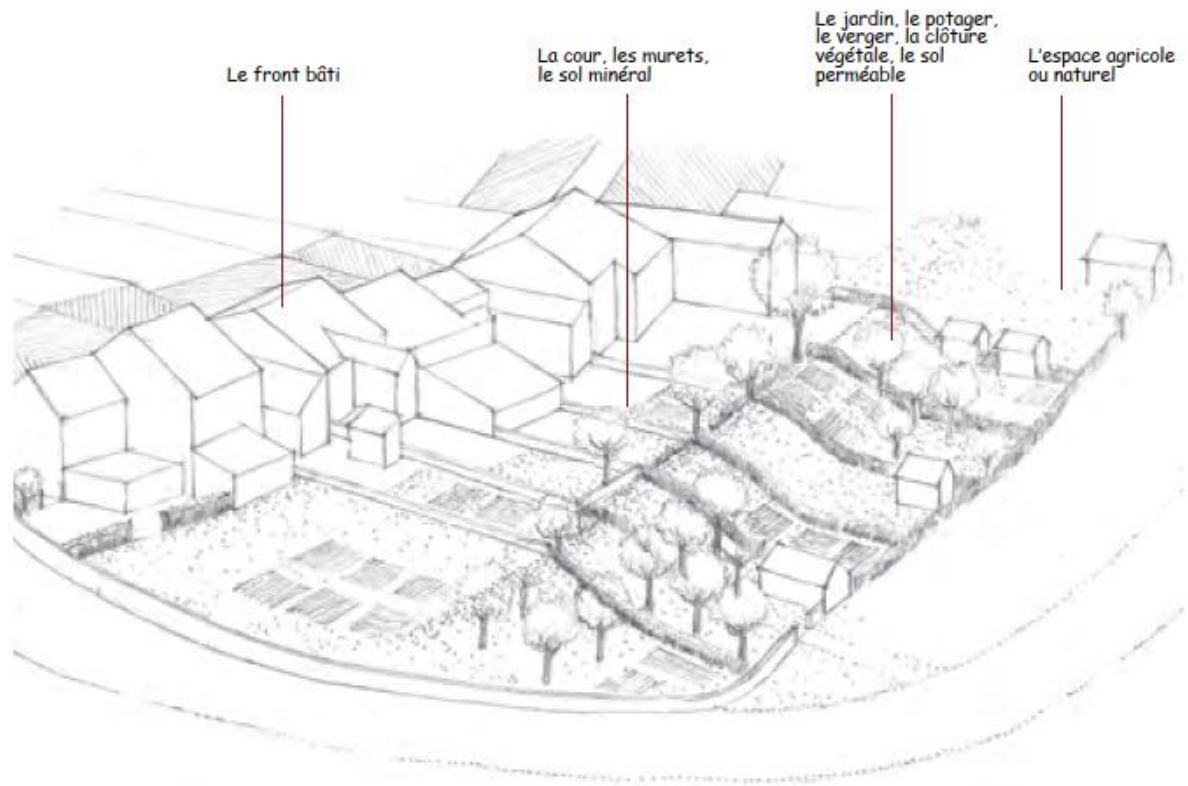 Le front bâti
La cour, les murets,
le sol minéral
Le jardin, le potager,
le verger, la clôture
végétale, le sol
perméable
L'espace agricole
ou naturel